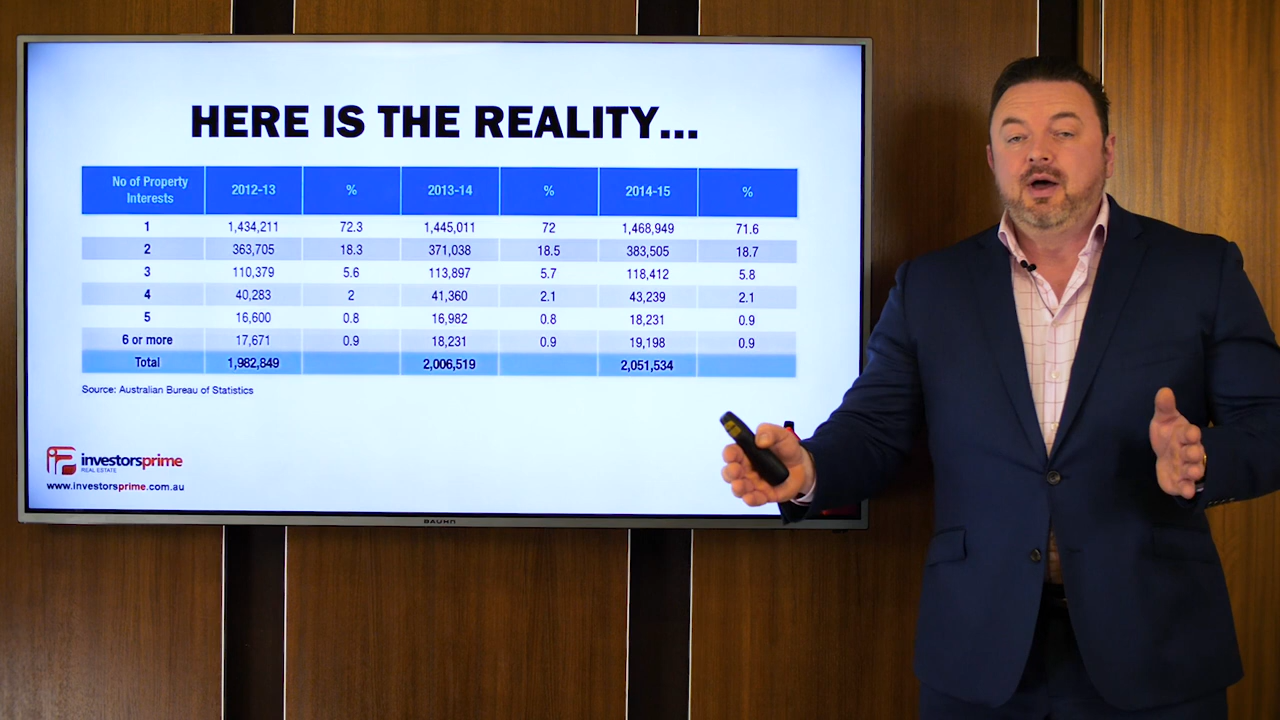 HERE IS THE REALITY...
No of Property Interests 2012-13 % 2013-14 % 2014-15 %
1 1,434,211 72.3 1,445,011 72 1,468,949 71.6
2 363,705 18.3 371,038 18.5 383,505 18.7
3 110,379 5.6 113,897 5.7 118,412 5.8
4 40,283 2 41,360 2.1 43,239 2.1
5 16,600 0.8 16,982 0.8 18,231 0.9
6 or more 17,671 0.9 18,231 0.9 19,198 0.9
Total 1,982,849 2,006,519 2,051,534
Source: Australian Bureau of Statistics
investorsprime
REAL ESTATE
www.investorsprime.com.au
BAUHN